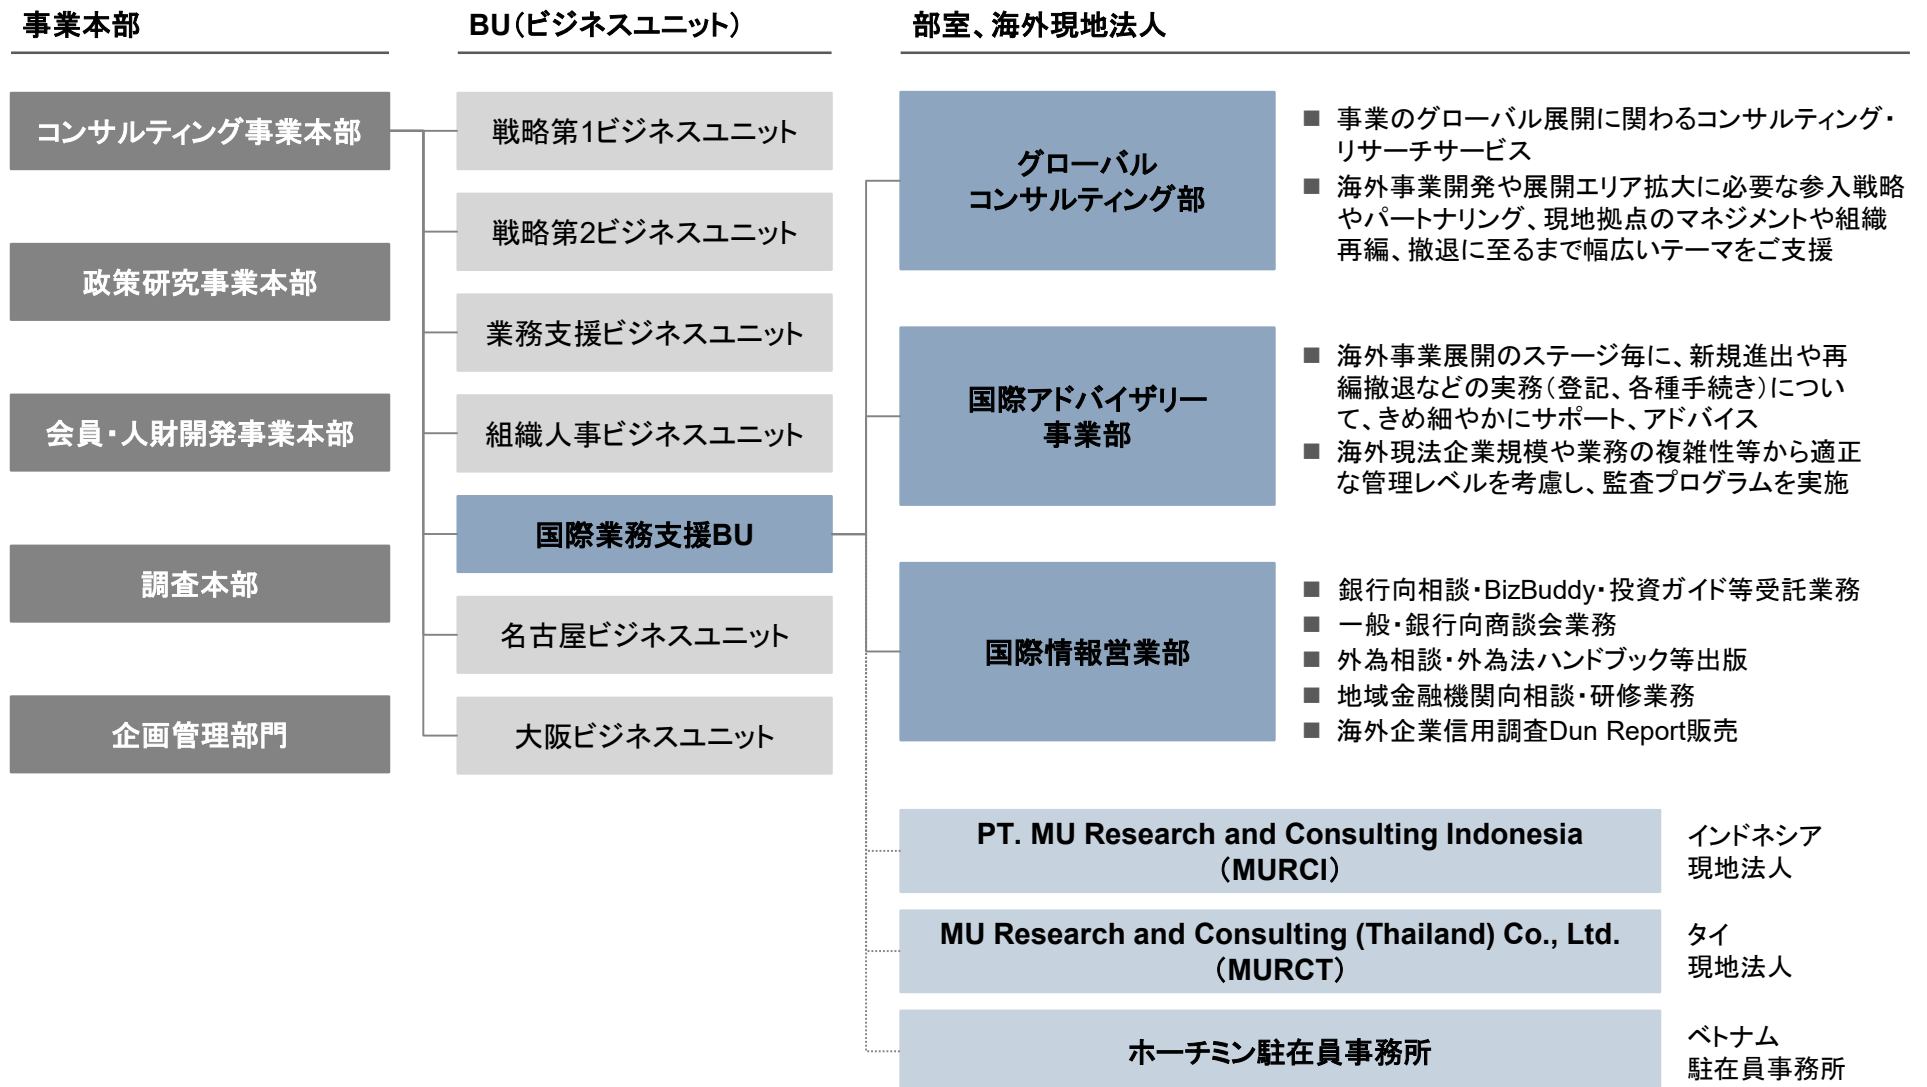 事業本部
BU（ビジネスユニット）
部室、海外現地法人
コンサルティング事業本部
政策研究事業本部
会員・人財開発事業本部
調査本部
企画管理部門
戦略第1ビジネスユニット
戦略第2ビジネスユニット
業務支援ビジネスユニット
組織人事ビジネスユニット
国際業務支援BU
名古屋ビジネスユニット
大阪ビジネスユニット
グローバル
コンサルティング部
■ 事業のグローバル展開に関わるコンサルティング・
リサーチサービス
■ 海外事業開発や展開エリア拡大に必要な参入戦略
やパートナリング、現地拠点のマネジメントや組織
再編、撤退に至るまで幅広いテーマをご支援
国際アドバイザリー
事業部
■ 海外事業展開のステージ毎に、新規進出や再
編撤退などの実務（登記、各種手続き）につい
て、きめ細やかにサポート、アドバイス
■ 海外現法企業規模や業務の複雑性等から適正
な管理レベルを考慮し、監査プログラムを実施
国際情報営業部
■ 銀行向相談・BizBuddy・投資ガイド等受託業務
■ 一般・銀行向商談会業務
■ 外為相談・外為法ハンドブック等出版
■ 地域金融機関向相談・研修業務
■ 海外企業信用調査Dun Report販売
PT. MU Research and Consulting Indonesia
（MURCI）
インドネシア
現地法人
MU Research and Consulting (Thailand) Co., Ltd.
（MURCT）
タイ
現地法人
ホーチミン駐在員事務所
ベトナム
駐在員事務所